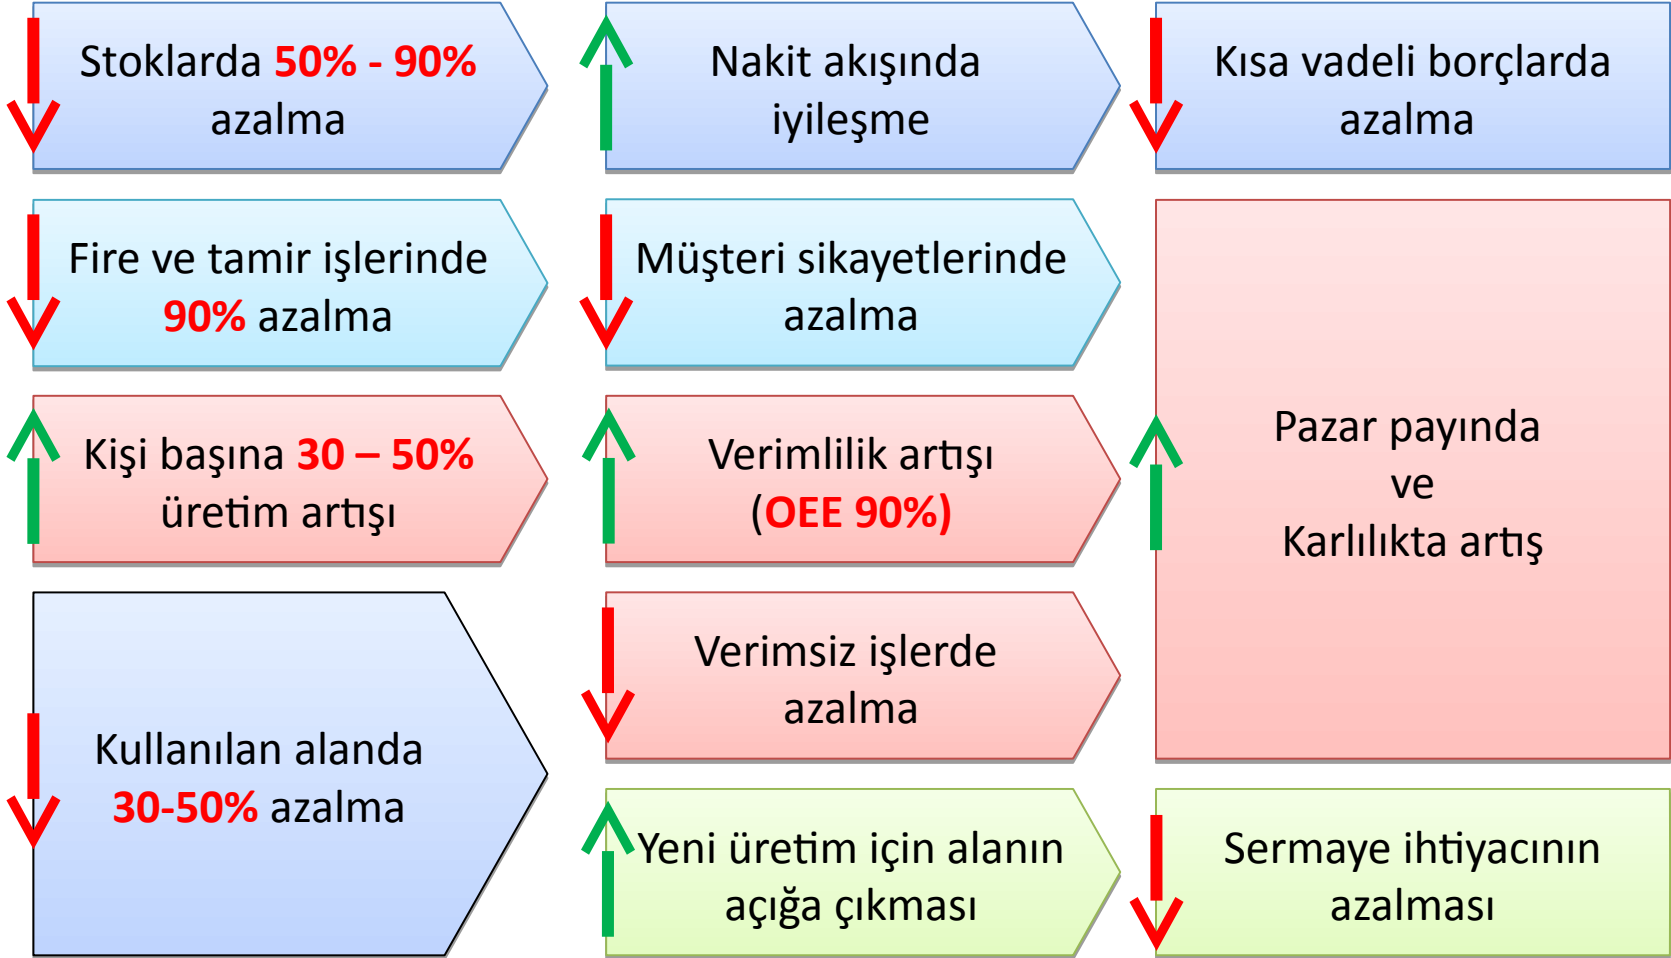 Stoklarda 50% - 90%
azalma
Nakit akışında
iyileşme
Kısa vadeli borçlarda
azalma
Fire ve tamir işlerinde
90% azalma
Müşteri sikayetlerinde
azalma
Kişi başına 30 – 50%
üretim artışı
Verimlilik artışı
(OEE 90%)
Pazar payında
ve
Karlılıkta artış
Kullanılan alanda
30-50% azalma
Verimsiz işlerde
azalma
Yeni üretim için alanın
açığa çıkması
Sermaye ihtiyacının
azalması